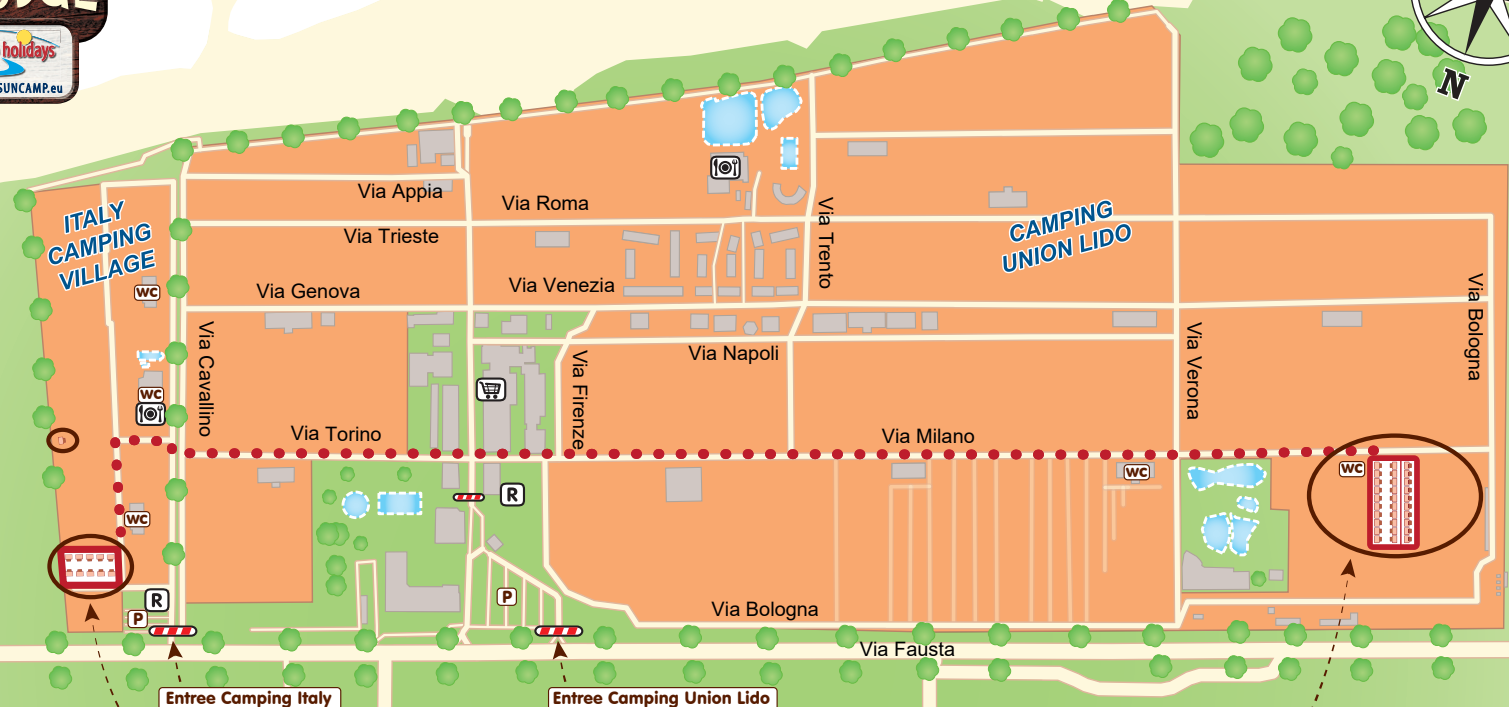 holidays
SUNCAMP.eu
N
ITALY
CAMPING
VILLAGE
CAMPING
UNION LIDO
Via Appia
Via Roma
Via Trieste
Via Trento
Via Genova
Via Venezia
Via Bologna
Via Cavallino
Via Napoli
Via Firenze
Via Verona
Via Torino
Via Milano
WC
WC
WC
WC
WC
R
R
P
P
Via Bologna
Via Fausta
Entree Camping Italy
Entree Camping Union Lido